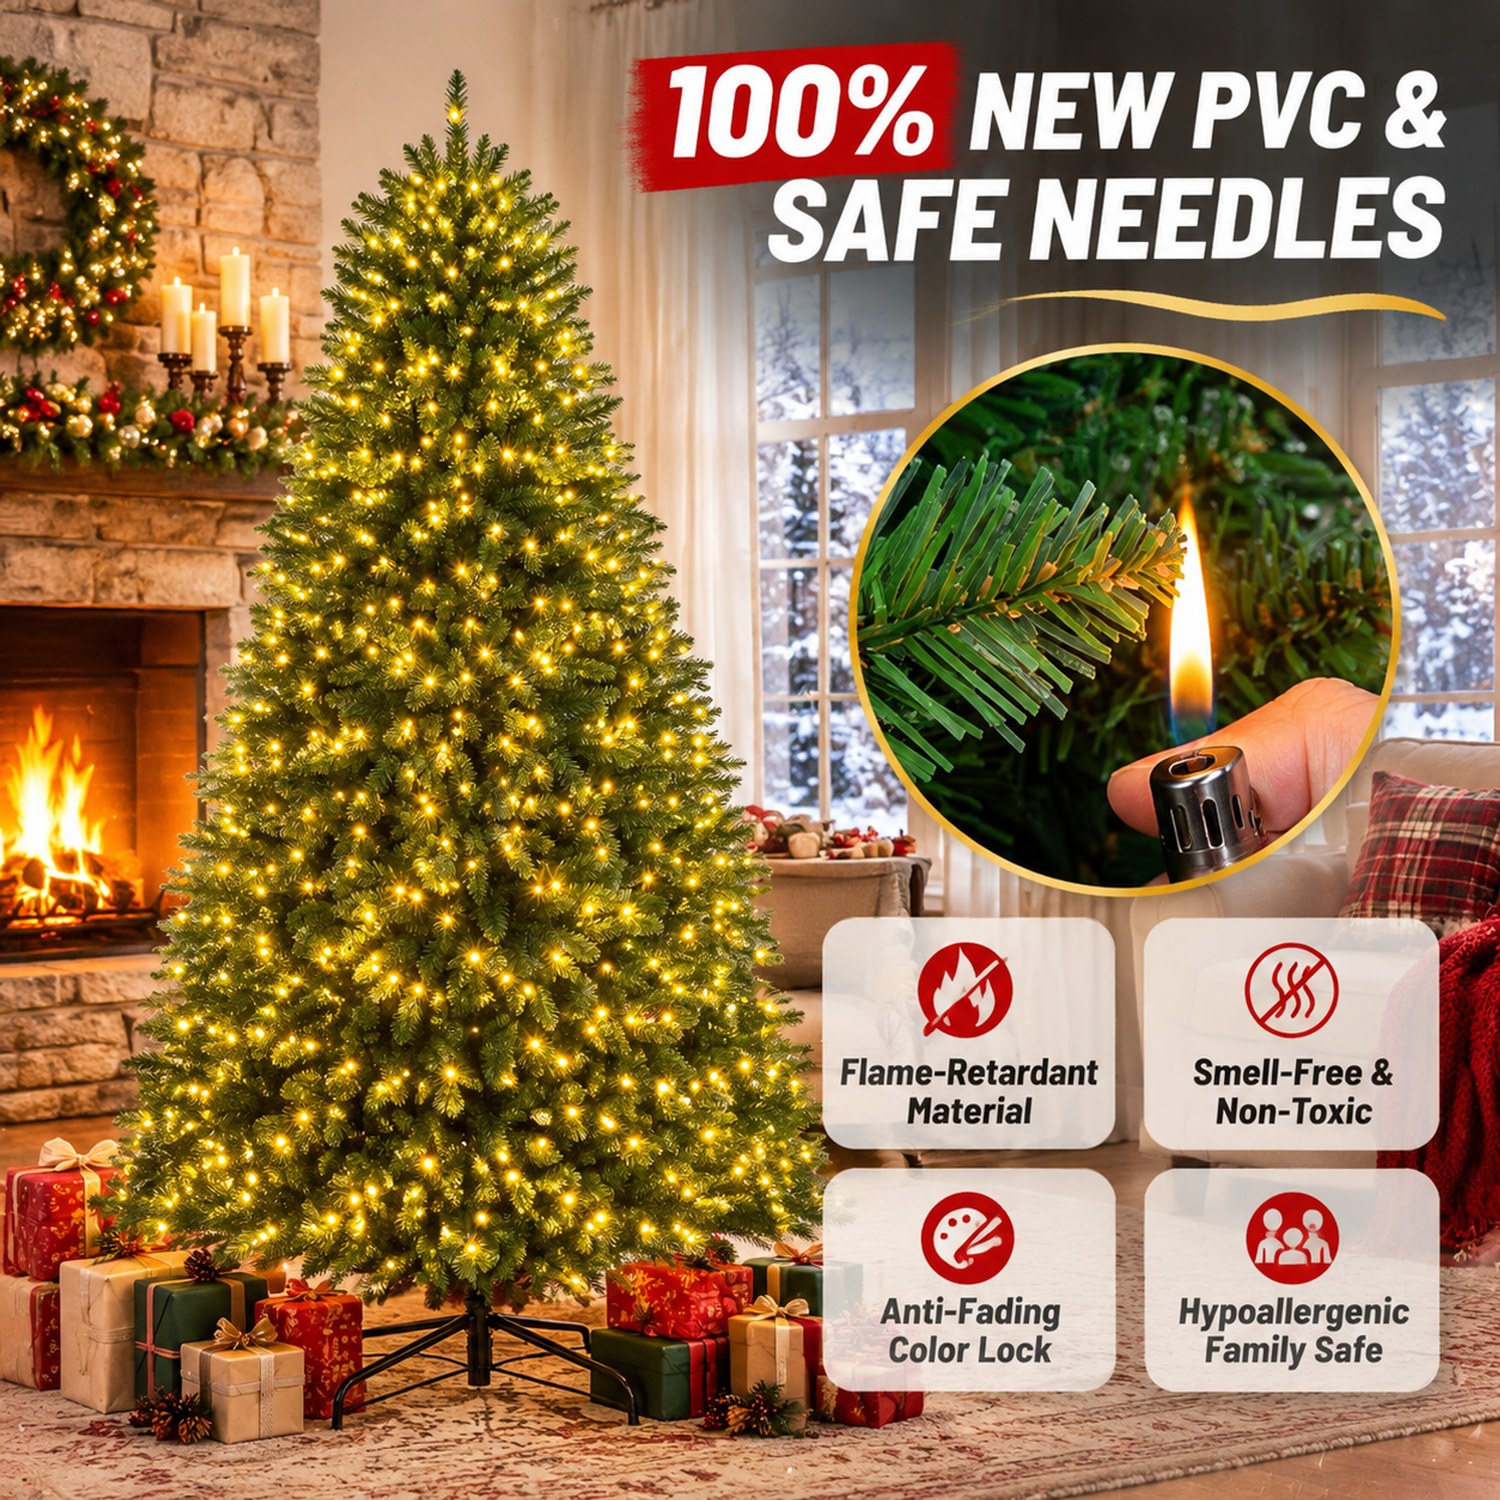 100% NEW PVC &
SAFE NEEDLES
Flame-Retardant
Material
Smell-Free &
Non-Toxic
Anti-Fading
Color Lock
Hypoallergenic
Family Safe